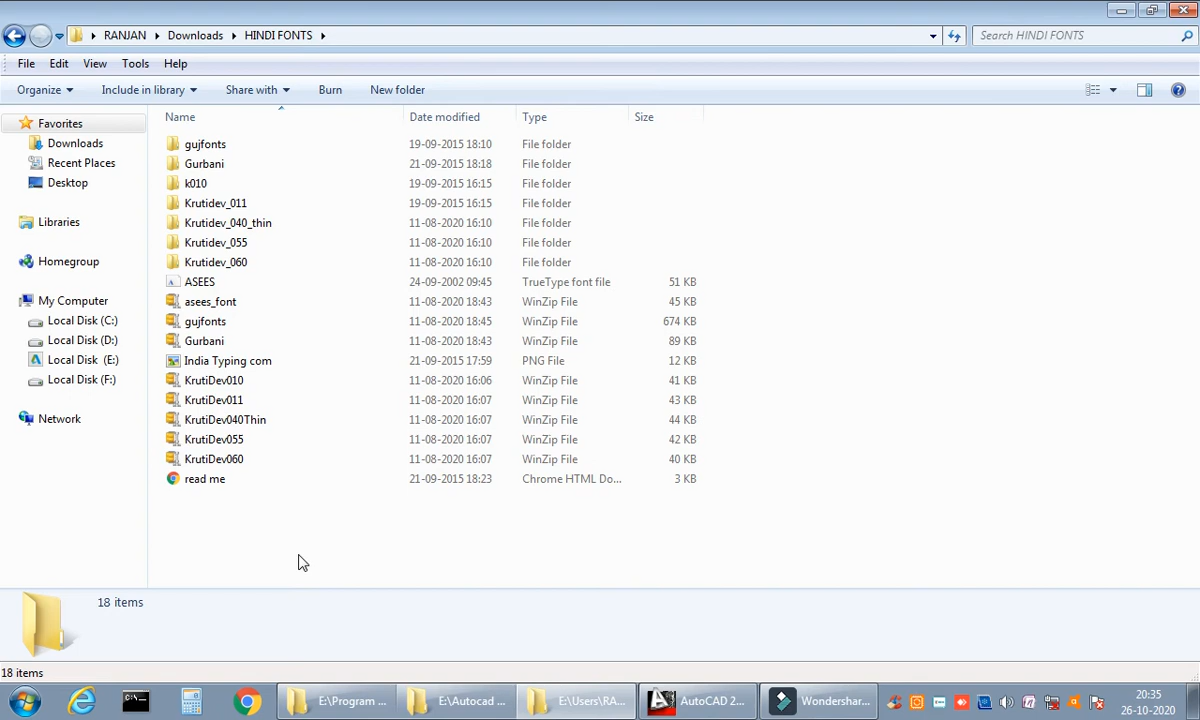 RANJAN Downloads HINDI FONTS
Search HINDI FONTS
File Edit View Tools Help
Organize Include in library Share with Burn New folder
Name Date modified Type Size
Favorites
Downloads
Recent Places
Desktop
Libraries
Homegroup
My Computer
Local Disk (C:)
Local Disk (D:)
Local Disk (E:)
Local Disk (F:)
Network
gujfonts 19-09-2015 18:10 File folder
Gurbani 21-09-2015 18:18 File folder
k010 19-09-2015 16:15 File folder
Krutidev_011 19-09-2015 16:15 File folder
Krutidev_040_thin 11-08-2020 16:10 File folder
Krutidev_055 11-08-2020 16:10 File folder
Krutidev_060 11-08-2020 16:10 File folder
ASEES 24-09-2002 09:45 TrueType font file 51 KB
asees_font 11-08-2020 18:43 WinZip File 45 KB
gujfonts 11-08-2020 18:45 WinZip File 674 KB
Gurbani 11-08-2020 18:43 WinZip File 89 KB
India Typing com 21-09-2015 17:59 PNG File 12 KB
KrutiDev010 11-08-2020 16:06 WinZip File 41 KB
KrutiDev011 11-08-2020 16:07 WinZip File 43 KB
KrutiDev040Thin 11-08-2020 16:07 WinZip File 44 KB
KrutiDev055 11-08-2020 16:07 WinZip File 42 KB
KrutiDev060 11-08-2020 16:07 WinZip File 40 KB
read me 21-09-2015 18:23 Chrome HTML Do... 3 KB
18 items
18 items
E:\Program ... E:\Autocad ... E:\Users\RA... AutoCAD 2... Wondershar...
20:35
26-10-2020